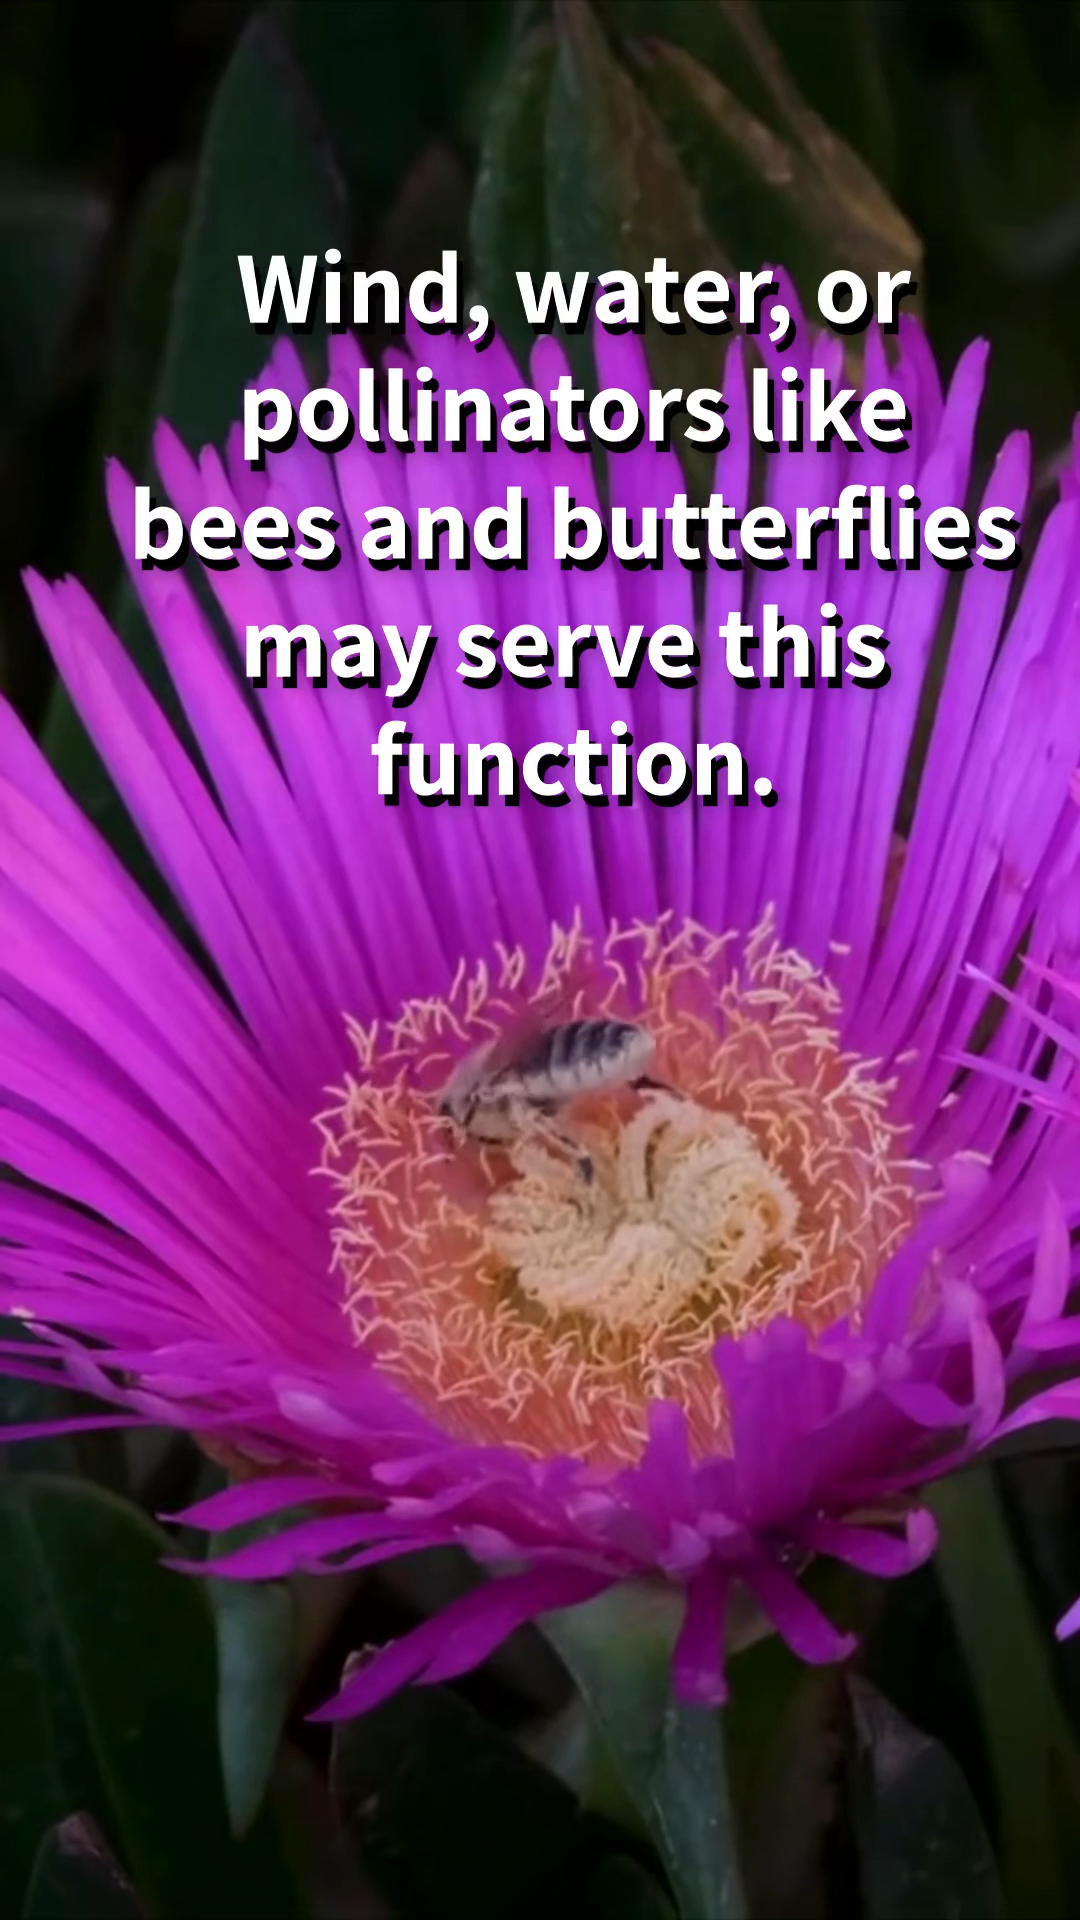 Wind, water, or
pollinators like
bees and butterflies
may serve this
function.